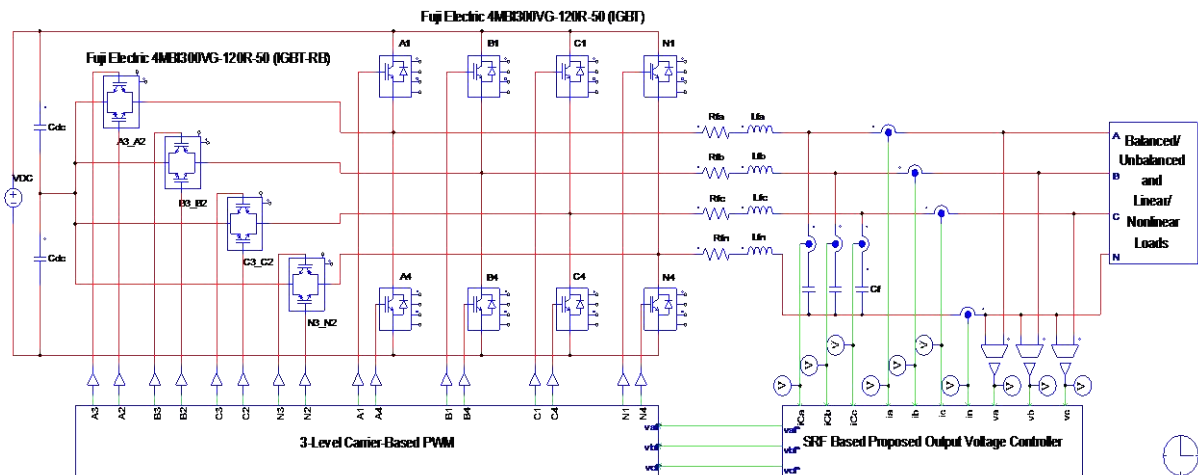 Fuji Electric 4MBI300VG-120R-50 (IGBT)
Fuji Electric 4MBI300VG-120R-50 (IGBT-RB)
A1
B1
C1
N1
Cdc
A3_A2
VDC
B3_B2
Cdc
C3_C2
N3_N2
A4
B4
C4
N4
Rfa
Lfa
Rfb
Lfb
Rfc
Lfc
Rfn
Lfn
Cf
A
B
C
N
Balanced/
Unbalanced
and
Linear/
Nonlinear
Loads
V
V
V
V
V
V
V
V
V
V
A3
A2
B3
B2
C3
C2
N3
N2
A1
A4
B1
B4
C1
C4
N1
N4
iCa
iCb
iCc
ia
ib
ic
in
va
vb
vc
3-Level Carrier-Based PWM
SRF Based Proposed Output Voltage Controller